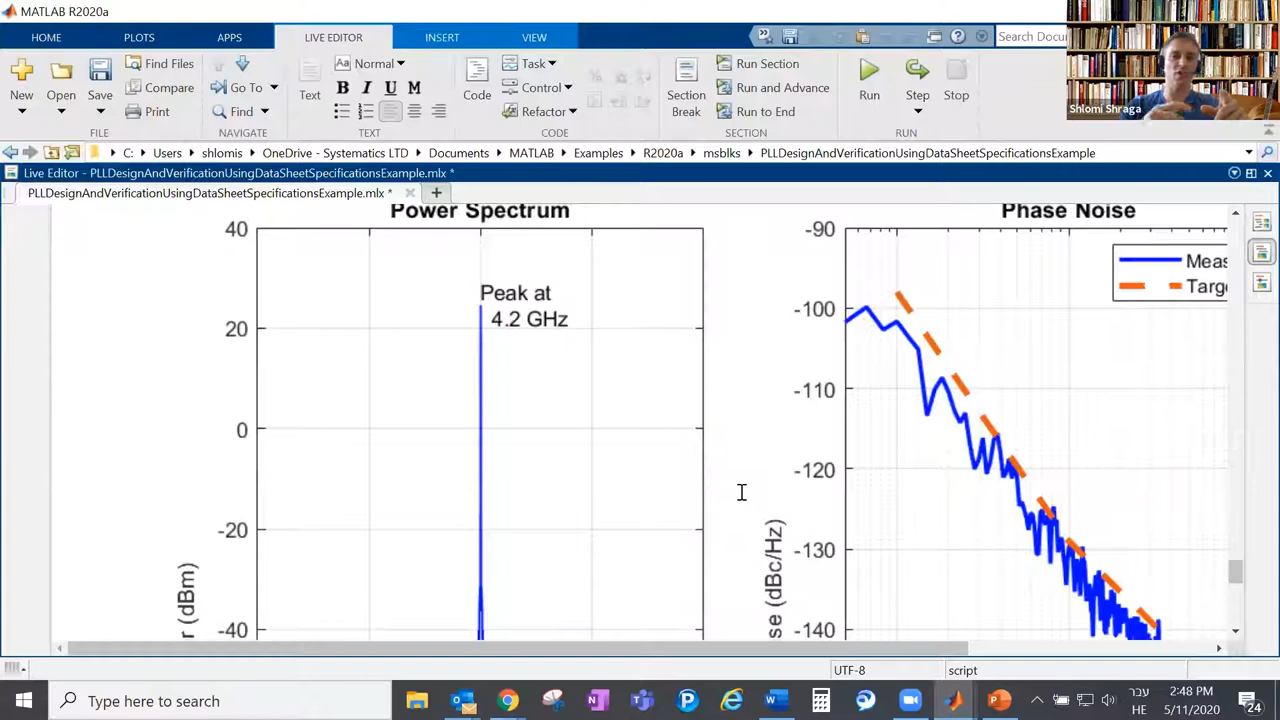 MATLAB R2020a
HOME PLOTS APPS LIVE EDITOR INSERT VIEW Search Docu
New Open Save Find Files Compare Print
FILE
Go To Find
NAVIGATE
Text Normal B I U M
TEXT
Code Task Control Refactor
CODE
Section Break Run Section Run and Advance Run to End
SECTION
Run Step Stop
RUN
Shlomi Shraga
C: Users shlomis OneDrive - Systematics LTD Documents MATLAB Examples R2020a msblks PLLDesignAndVerificationUsingDataSheetSpecificationsExample
Live Editor - PLLDesignAndVerificationUsingDataSheetSpecificationsExample.mlx *
PLLDesignAndVerificationUsingDataSheetSpecificationsExample.mlx *
Power Spectrum
40
20
0
-20
-40
r (dBm)
Peak at
4.2 GHz
Phase Noise
-90
-100
-110
-120
-130
-140
se (dBc/Hz)
Meas
Targe
UTF-8 script
Type here to search
עבר
HE
2:48 PM
5/11/2020
24